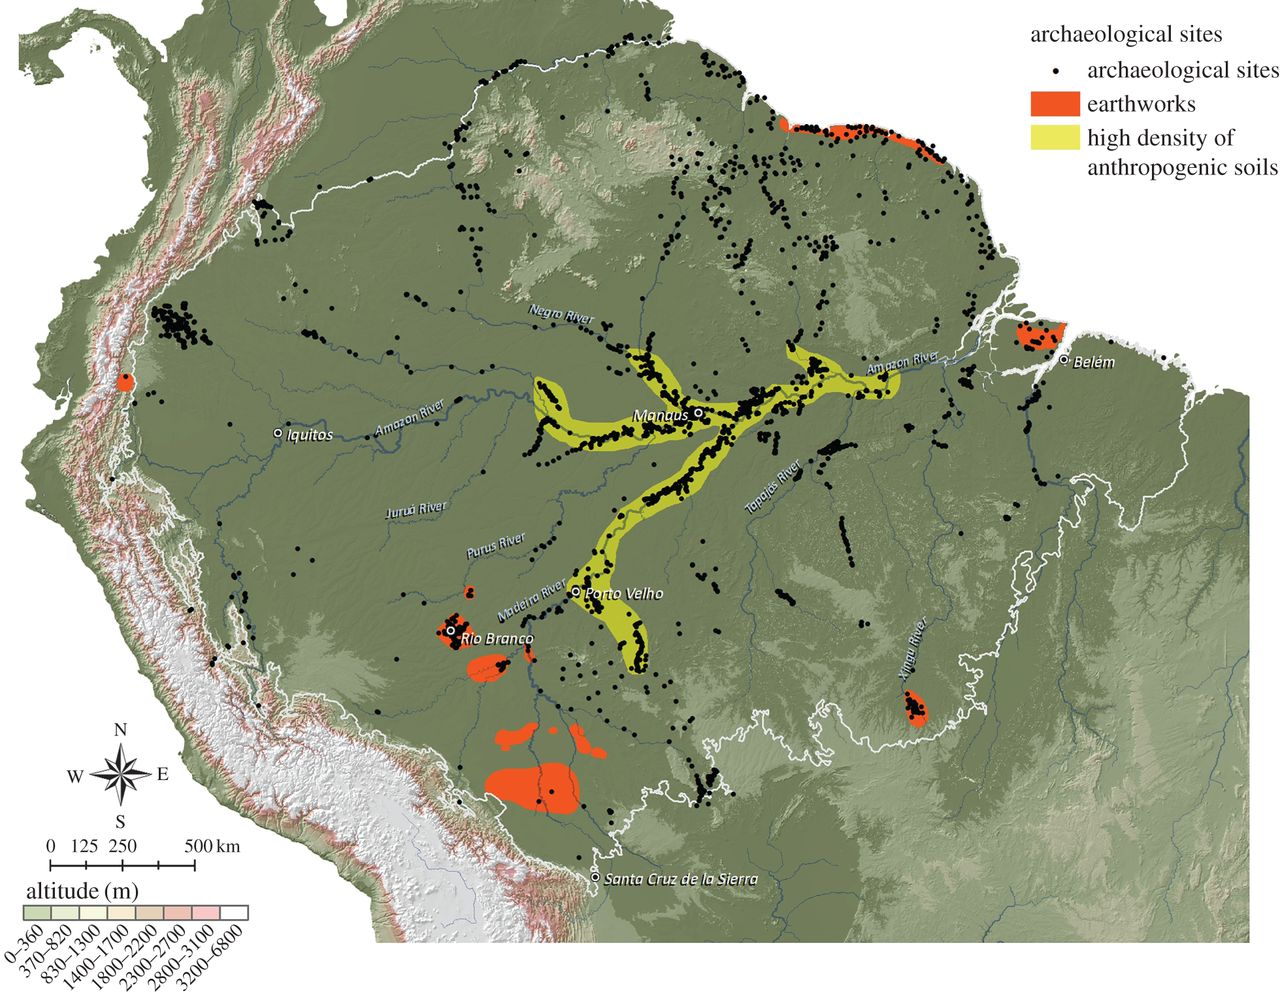 archaeological sites
archaeological sites
earthworks
high density of
anthropogenic soils
Negro River
Amazon River
Belém
Manaus
Amazon River
Iquitos
Tapajós River
Juruá River
Purus River
Madeira River
Porto Velho
Rio Branco
Xingu River
N
W
E
S
0 125 250 500 km
Santa Cruz de la Sierra
altitude (m)
0–360
370–820
830–1300
1400–1700
1800–2200
2300–2700
2800–3100
3200–6800